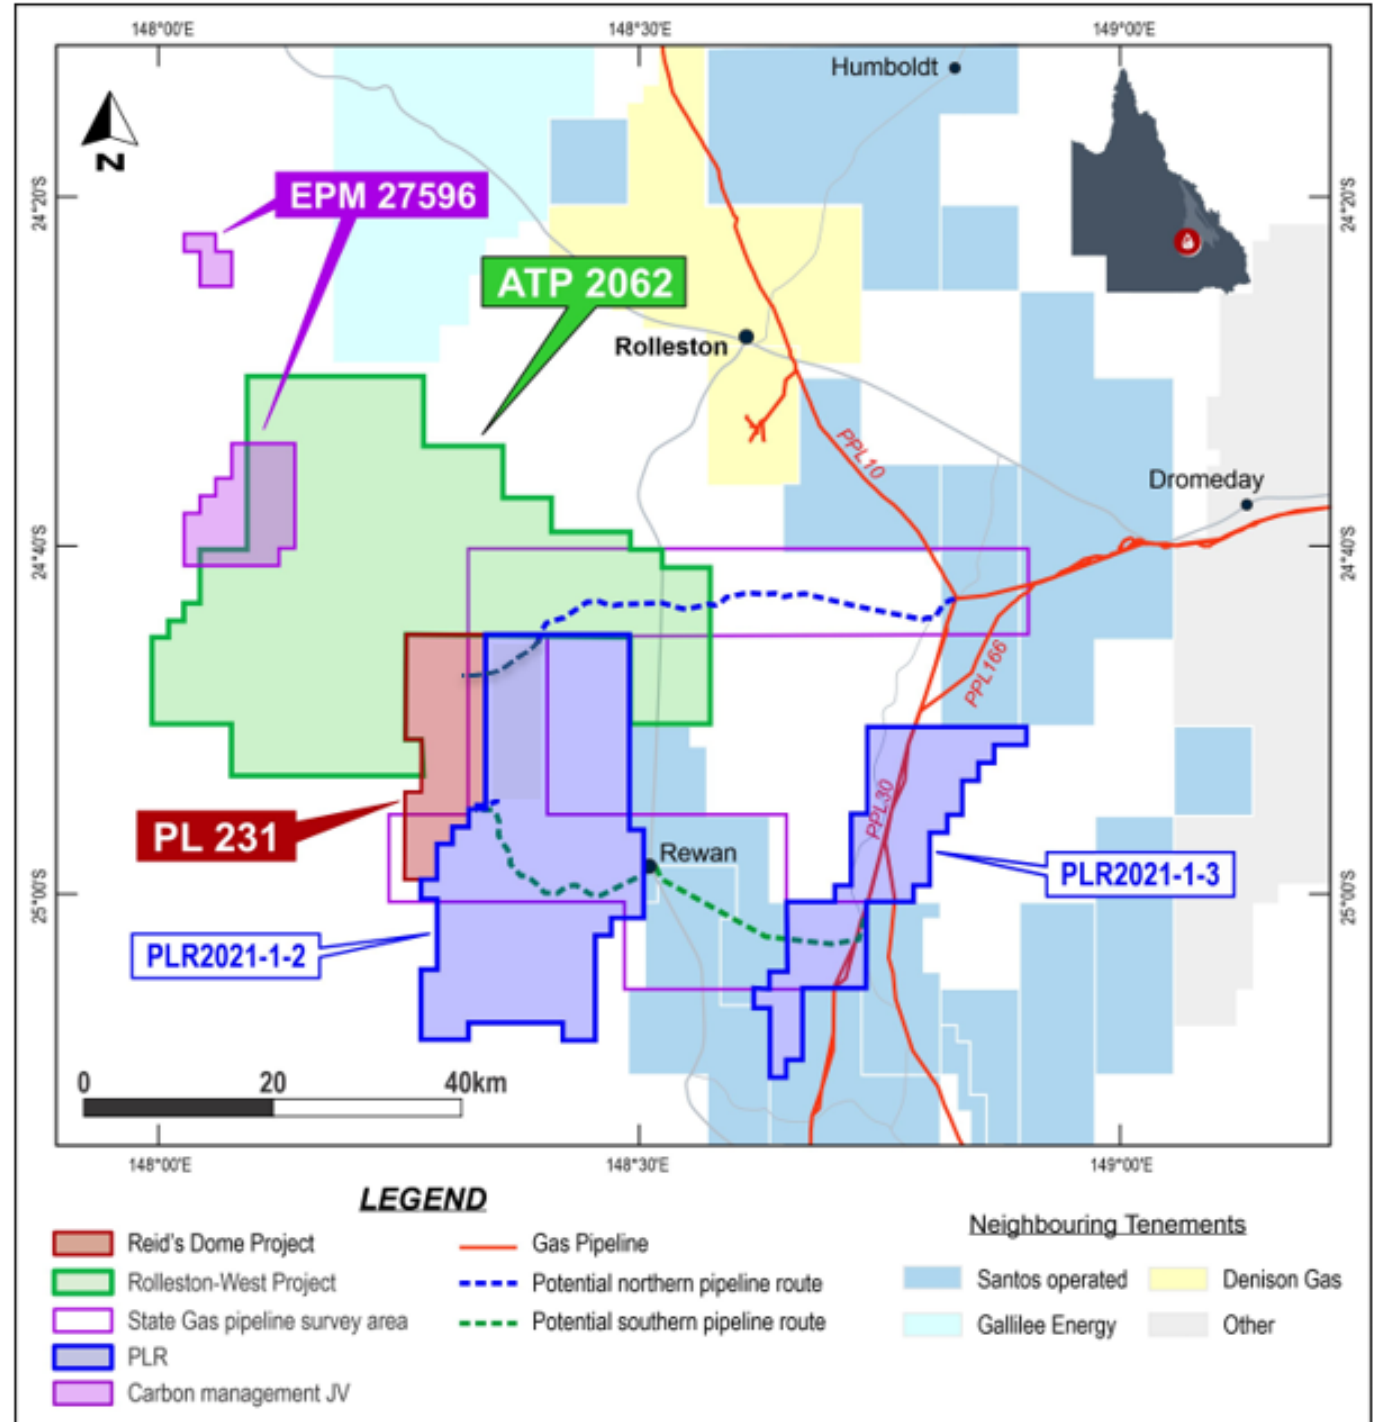 148°00'E 148°30'E 149°00'E
Humboldt
N
24°20'S 24°20'S
EPM 27596
ATP 2062
Rolleston
PPL10
Dromeday
24°40'S 24°40'S
PPL166
PL 231
PPL30
Rewan
PLR2021-1-3
25°00'S 25°00'S
PLR2021-1-2
0 20 40km
148°00'E 148°30'E 149°00'E
LEGEND
Reid's Dome Project
Rolleston-West Project
State Gas pipeline survey area
PLR
Carbon management JV
Gas Pipeline
Potential northern pipeline route
Potential southern pipeline route
Neighbouring Tenements
Santos operated
Denison Gas
Gallilee Energy
Other